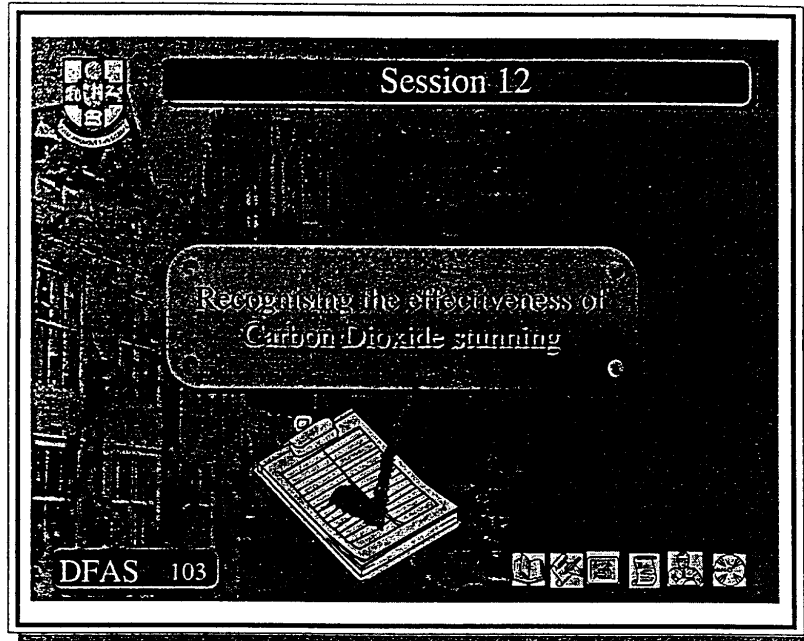 Session 12
Recognising the effectiveness of
Carbon Dioxide stunning
DFAS 103